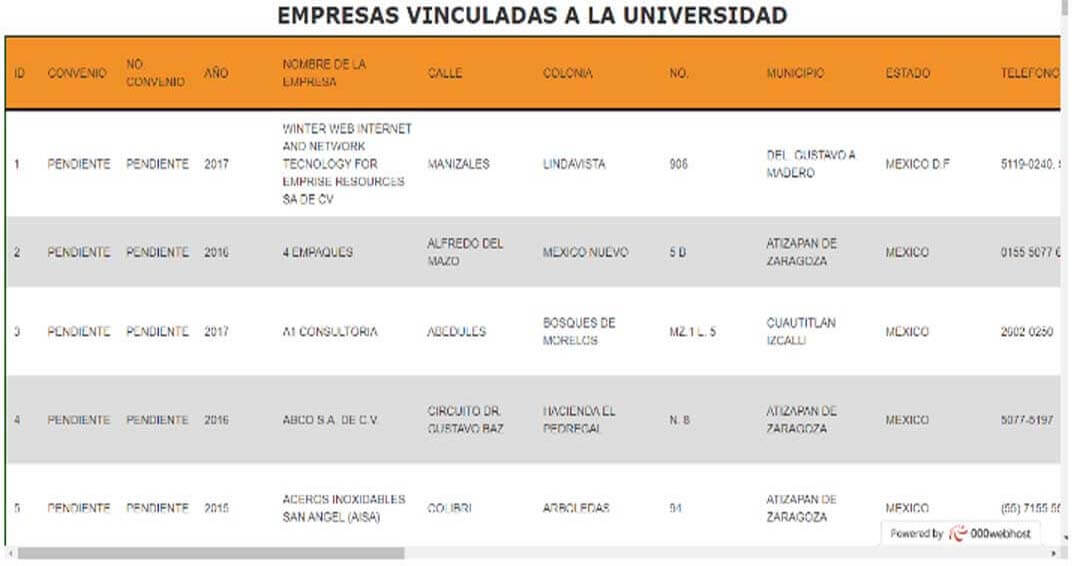 EMPRESAS VINCULADAS A LA UNIVERSIDAD
ID CONVENIO NO. CONVENIO AÑO NOMBRE DE LA EMPRESA CALLE COLONIA NO. MUNICIPIO ESTADO TELEFONO
1 PENDIENTE PENDIENTE 2017 WINTER WEB INTERNET AND NETWORK TECNOLOGY FOR EMPRISE RESOURCES SA DE CV MANIZALES LINDAVISTA 906 DEL. GUSTAVO A MADERO MEXICO D.F 5119-0240.
2 PENDIENTE PENDIENTE 2016 4 EMPAQUES ALFREDO DEL MAZO MEXICO NUEVO 5 B ATIZAPAN DE ZARAGOZA MEXICO 0155 5077
3 PENDIENTE PENDIENTE 2017 A1 CONSULTORIA ABEDULES BOSQUES DE MORELOS MZ.1 L. 5 CUAUTITLAN IZCALLI MEXICO 2602-0250
4 PENDIENTE PENDIENTE 2016 ABCO S.A. DE C.V. CIRCUITO DR. GUSTAVO BAZ HACIENDA EL PEDREGAL N. 8 ATIZAPAN DE ZARAGOZA MEXICO 5077-5197
5 PENDIENTE PENDIENTE 2015 ACEROS INOXIDABLES SAN ANGEL (AISA) COLIBRI ARBOLEDAS 94 ATIZAPAN DE ZARAGOZA MEXICO (55) 7155
Powered by 000webhost